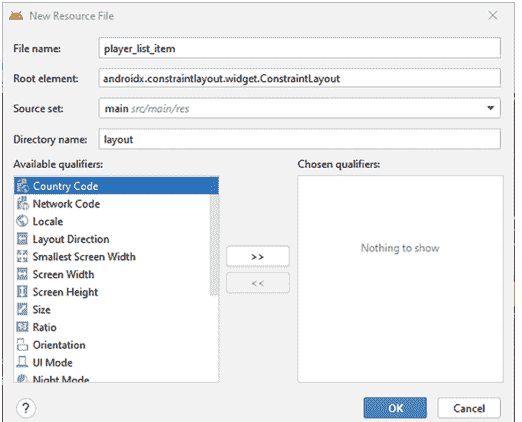 New Resource File
File name: player_list_item
Root element: androidx.constraintlayout.widget.ConstraintLayout
Source set: main src/main/res
Directory name: layout
Available qualifiers:
Chosen qualifiers:
Country Code
Network Code
Locale
Layout Direction
Smallest Screen Width
Screen Width
Screen Height
Size
Ratio
Orientation
UI Mode
Night Mode
>>
<<
Nothing to show
?
OK
Cancel